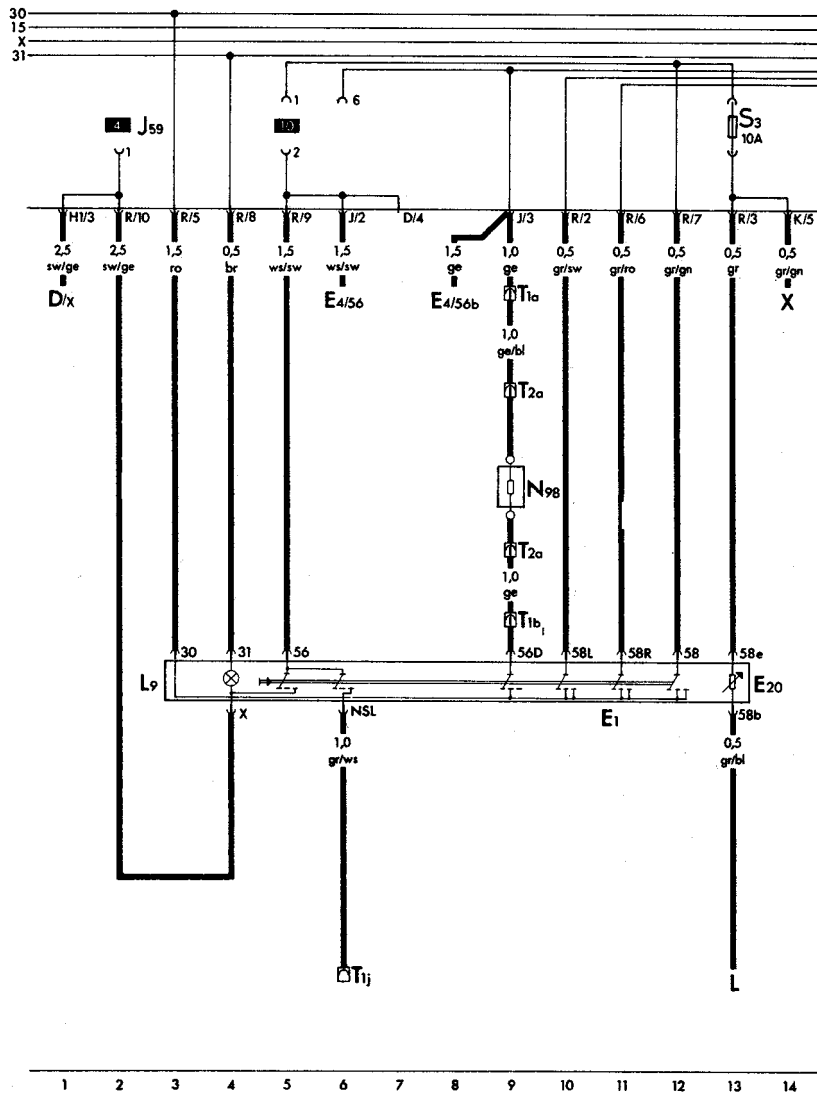 30
15
X
31
1 6
4 J59 10 S3
10A
1 2
H1/3 R/10 R/5 R/8 R/9 J/2 D/4 J/3 R/2 R/6 R/7 R/3 K/5
2,5 2,5 1,5 0,5 1,5 1,5 1,5 1,0 0,5 0,5 0,5 0,5 0,5
sw/ge sw/ge ro br ws/sw ws/sw ge ge gr/sw gr/ro gr/gn gr gr/gn
D/X E4/56 E4/56b T1a X
1,0
ge/bl
T2a
N98
T2a
1,0
ge
T1b
30 31 56 56D 58L 58R 58 58e
L9 E20
X NSL E1 58b
1,0 0,5
gr/ws gr/bl
T1j L
1 2 3 4 5 6 7 8 9 10 11 12 13 14